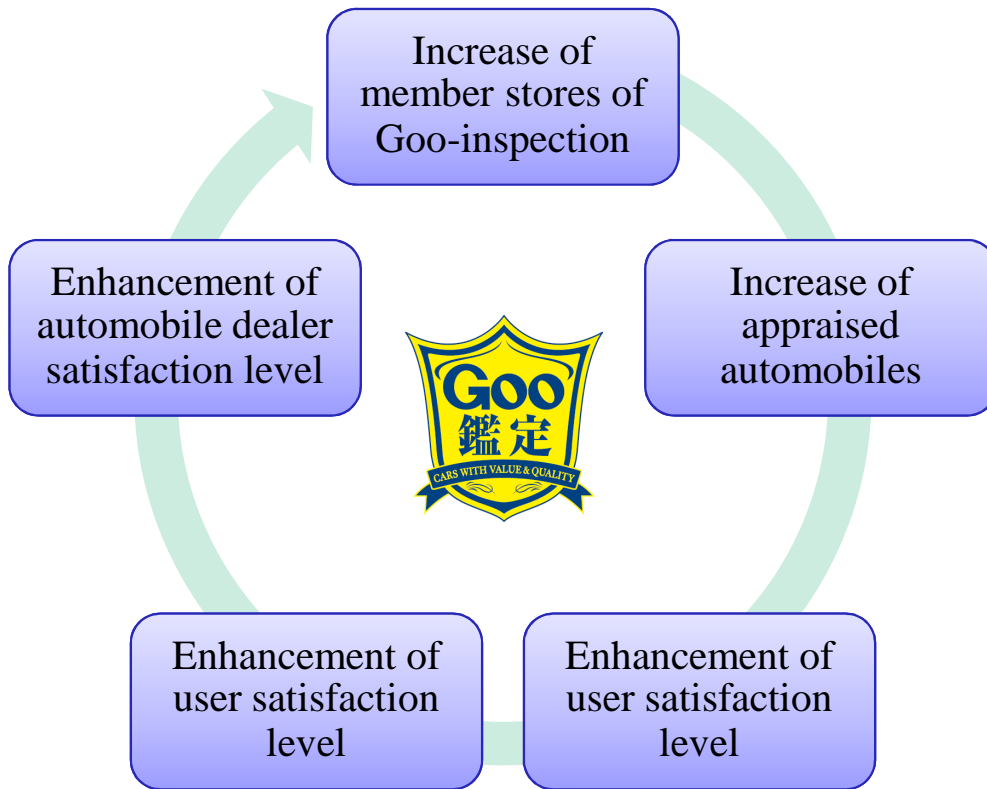 Increase of
member stores of
Goo-inspection
Increase of
appraised
automobiles
Enhancement of
user satisfaction
level
Enhancement of
user satisfaction
level
Enhancement of
automobile dealer
satisfaction level
Goo
鑑定
CARS WITH VALUE & QUALITY